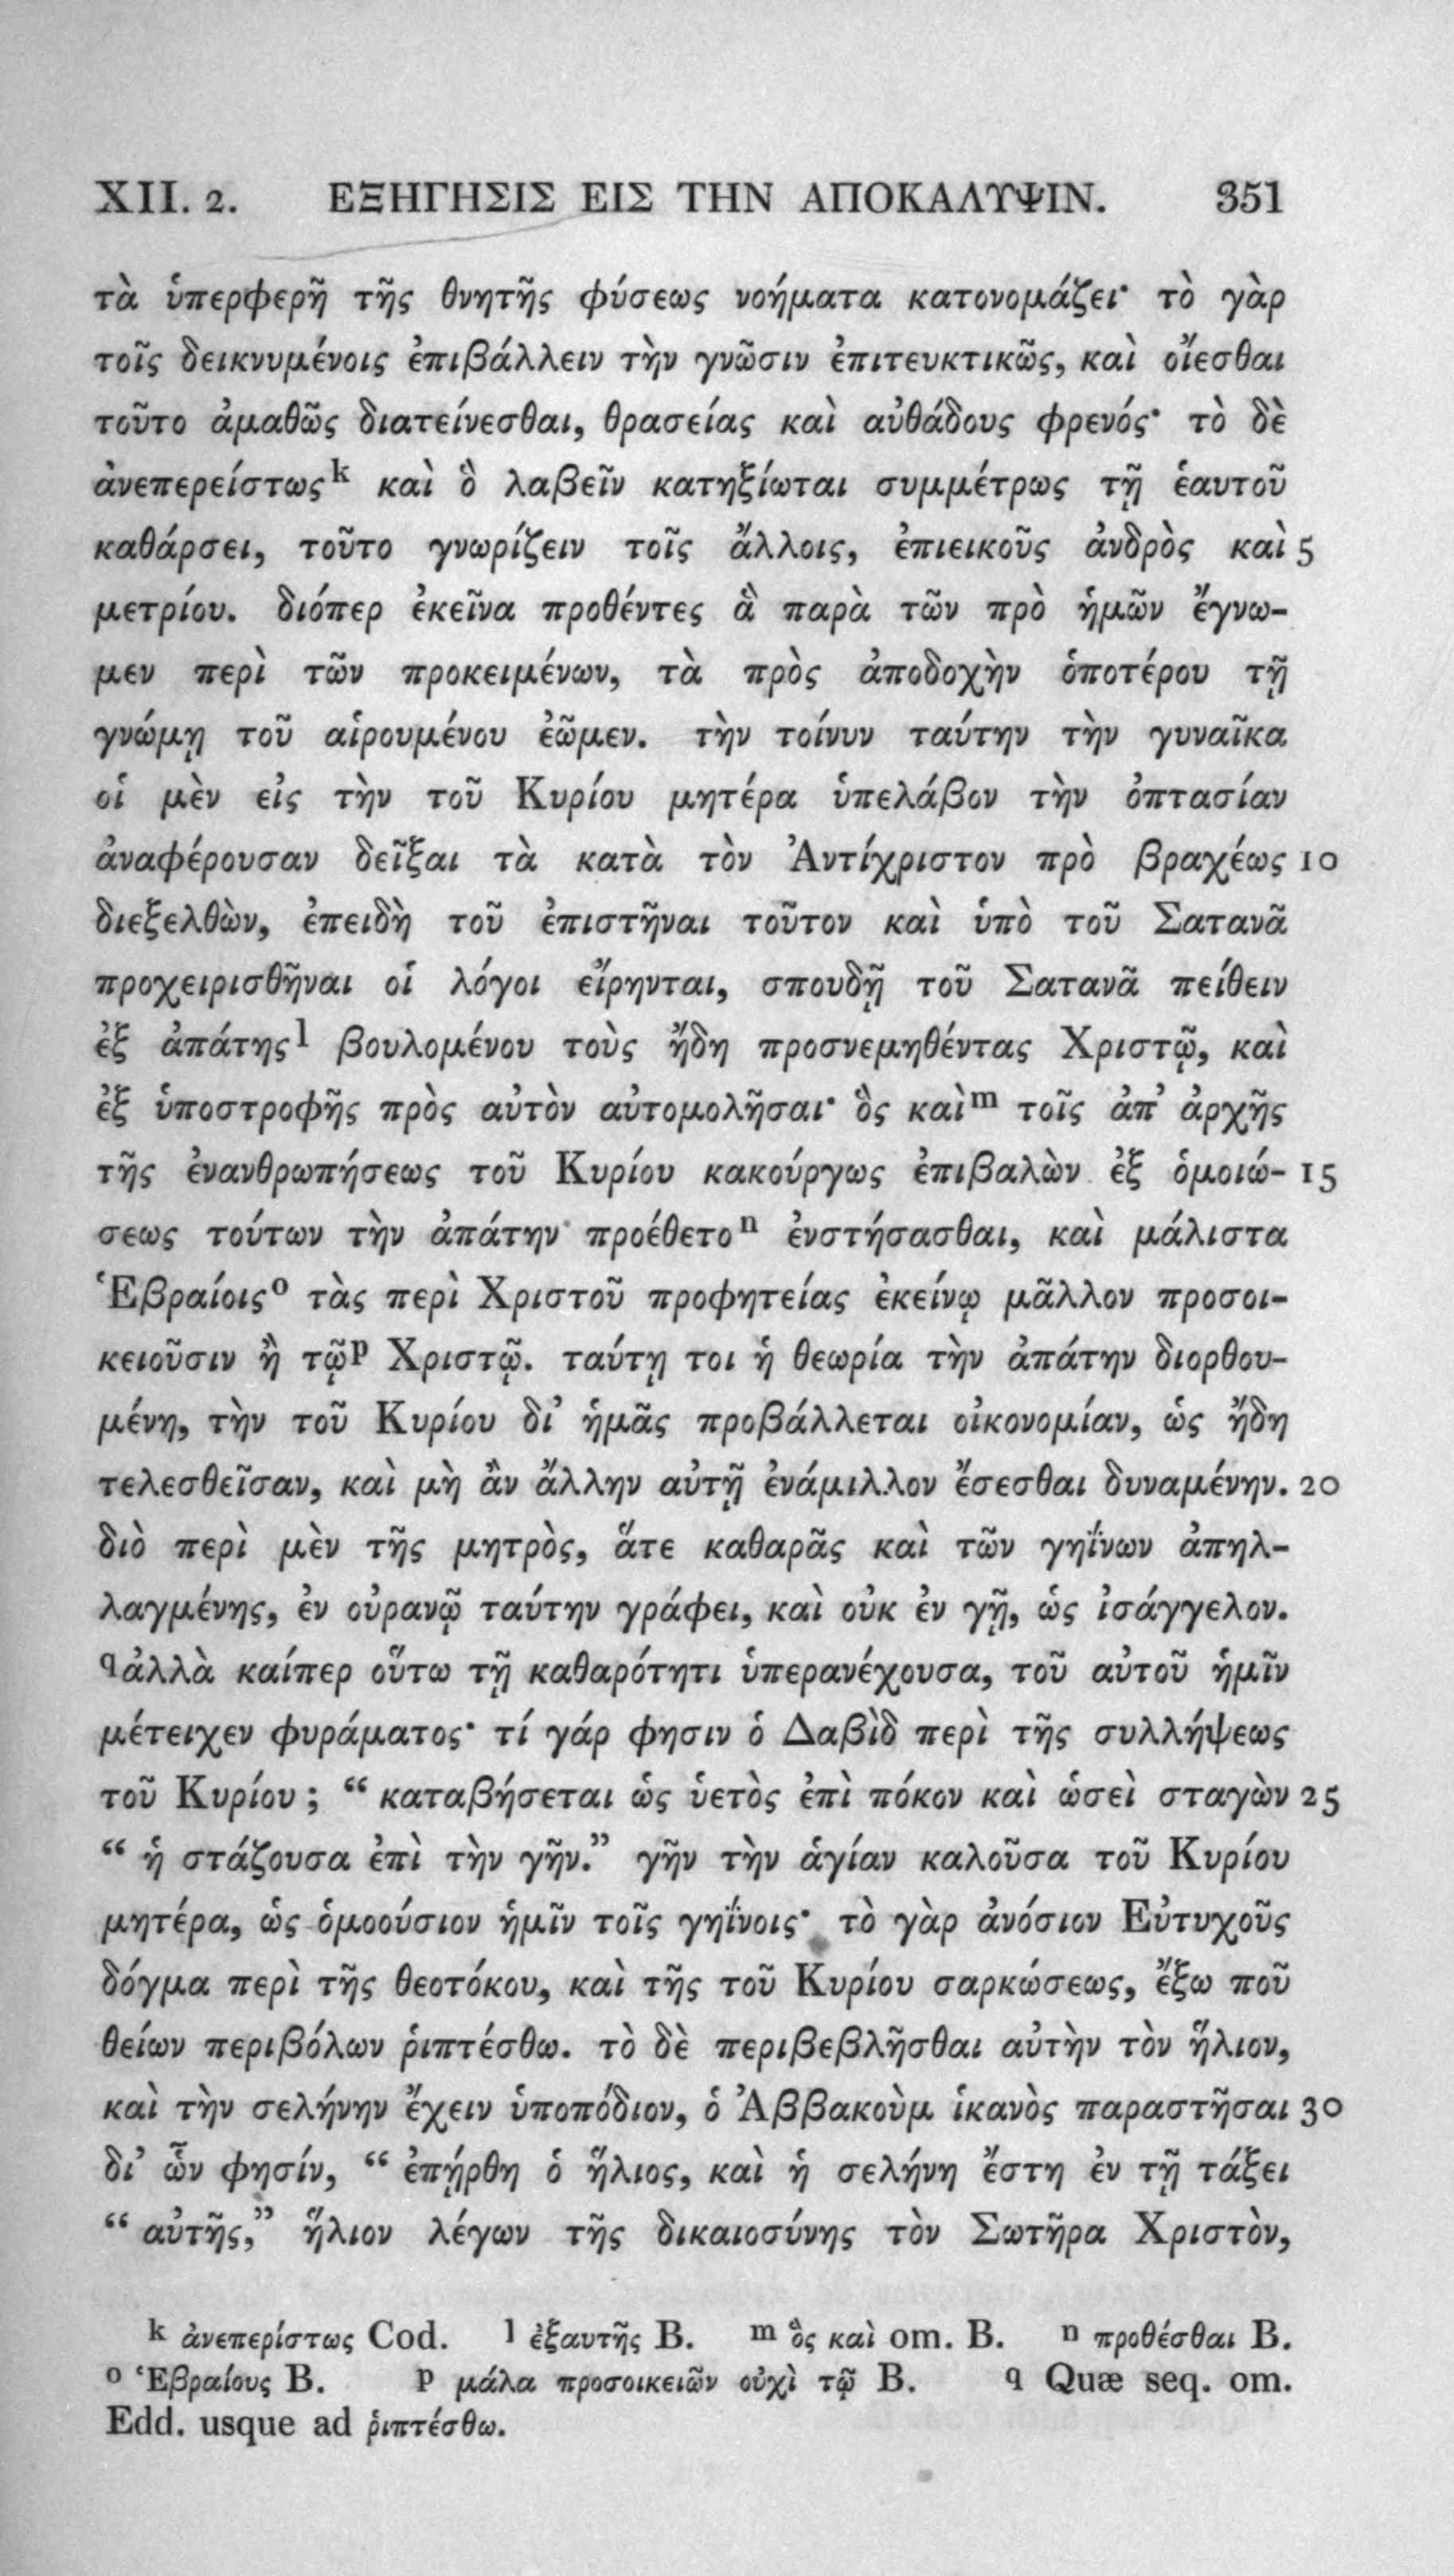 XII. 2. ΕΞΗΓΗΣΙΣ ΕΙΣ ΤΗΝ ΑΠΟΚΑΛΥΨΙΝ. 351
τὰ ὑπερφερῆ τῆς θνητῆς φύσεως νοήματα κατονομάζει· τὸ γὰρ
τοῖς δεικνυμένοις ἐπιβάλλειν τὴν γνῶσιν ἐπιτευκτικῶς, καὶ οἴεσθαι
τοῦτο ἀμαθῶς διατείνεσθαι, θρασείας καὶ αὐθάδους φρενός· τὸ δὲ
ἀνεπερείστως k καὶ ὃ λαβεῖν κατηξίωται συμμέτρως τῇ ἑαυτοῦ
καθάρσει, τοῦτο γνωρίζειν τοῖς ἄλλοις, ἐπιεικοῦς ἀνδρὸς καὶ 5
μετρίου. διόπερ ἐκεῖνα προθέντες ἃ παρὰ τῶν πρὸ ἡμῶν ἔγνω-
μεν περὶ τῶν προκειμένων, τὰ πρὸς ἀποδοχὴν ὁποτέρου τῇ
γνώμῃ τοῦ αἱρουμένου ἐῶμεν. τὴν τοίνυν ταύτην τὴν γυναῖκα
οἱ μὲν εἰς τὴν τοῦ Κυρίου μητέρα ὑπελάβον τὴν ὀπτασίαν
ἀναφέρουσαν δεῖξαι τὰ κατὰ τὸν Ἀντίχριστον πρὸ βραχέως 10
διεξελθὼν, ἐπειδὴ τοῦ ἐπιστῆναι τοῦτον καὶ ὑπὸ τοῦ Σατανᾶ
προχειρισθῆναι οἱ λόγοι εἴρηνται, σπουδῇ τοῦ Σατανᾶ πείθειν
ἐξ ἀπάτης l βουλομένου τοὺς ἤδη προσνεμηθέντας Χριστῷ, καὶ
ἐξ ὑποστροφῆς πρὸς αὐτὸν αὐτομολῆσαι· ὃς καὶ m τοῖς ἀπ’ ἀρχῆς
τῆς ἐνανθρωπήσεως τοῦ Κυρίου κακούργως ἐπιβαλὼν ἐξ ὁμοιώ- 15
σεως τούτων τὴν ἀπάτην προέθετο n ἐνστήσασθαι, καὶ μάλιστα
Ἑβραίοις o τὰς περὶ Χριστοῦ προφητείας ἐκείνῳ μᾶλλον προσοι-
κειοῦσιν ἢ τῷ p Χριστῷ. ταύτῃ τοι ἡ θεωρία τὴν ἀπάτην διορθου-
μένη, τὴν τοῦ Κυρίου δι’ ἡμᾶς προβάλλεται οἰκονομίαν, ὡς ἤδη
τελεσθεῖσαν, καὶ μὴ ἂν ἄλλην αὐτῇ ἐνάμιλλον ἔσεσθαι δυναμένην. 20
διὸ περὶ μὲν τῆς μητρὸς, ἅτε καθαρᾶς καὶ τῶν γηΐνων ἀπηλ-
λαγμένης, ἐν οὐρανῷ ταύτην γράφει, καὶ οὐκ ἐν γῇ, ὡς ἰσάγγελον.
q ἀλλὰ καίπερ οὕτω τῇ καθαρότητι ὑπερανέχουσα, τοῦ αὐτοῦ ἡμῖν
μέτειχεν φυράματος· τί γάρ φησιν ὁ Δαβὶδ περὶ τῆς συλλήψεως
τοῦ Κυρίου; “ καταβήσεται ὡς ὑετὸς ἐπὶ πόκον καὶ ὡσεὶ σταγὼν 25
“ ἡ στάζουσα ἐπὶ τὴν γῆν.” γῆν τὴν ἁγίαν καλοῦσα τοῦ Κυρίου
μητέρα, ὡς ὁμοούσιον ἡμῖν τοῖς γηΐνοις· τὸ γὰρ ἀνόσιον Εὐτυχοῦς
δόγμα περὶ τῆς θεοτόκου, καὶ τῆς τοῦ Κυρίου σαρκώσεως, ἔξω ποῦ
θείων περιβόλων ῥιπτέσθω. τὸ δὲ περιβεβλῆσθαι αὐτὴν τὸν ἥλιον,
καὶ τὴν σελήνην ἔχειν ὑποπόδιον, ὁ Ἀββακοὺμ ἱκανὸς παραστῆσαι 30
δι’ ὧν φησίν, “ ἐπῄρθη ὁ ἥλιος, καὶ ἡ σελήνη ἔστη ἐν τῇ τάξει
“ αὐτῆς,” ἥλιον λέγων τῆς δικαιοσύνης τὸν Σωτῆρα Χριστὸν,
k ἀνεπερίστως Cod. l ἐξαυτῆς B. m ὃς καὶ om. B. n προθέσθαι B.
o Ἑβραίους B. p μάλα προσοικειῶν οὐχὶ τῷ B. q Quæ seq. om.
Edd. usque ad ῥιπτέσθω.